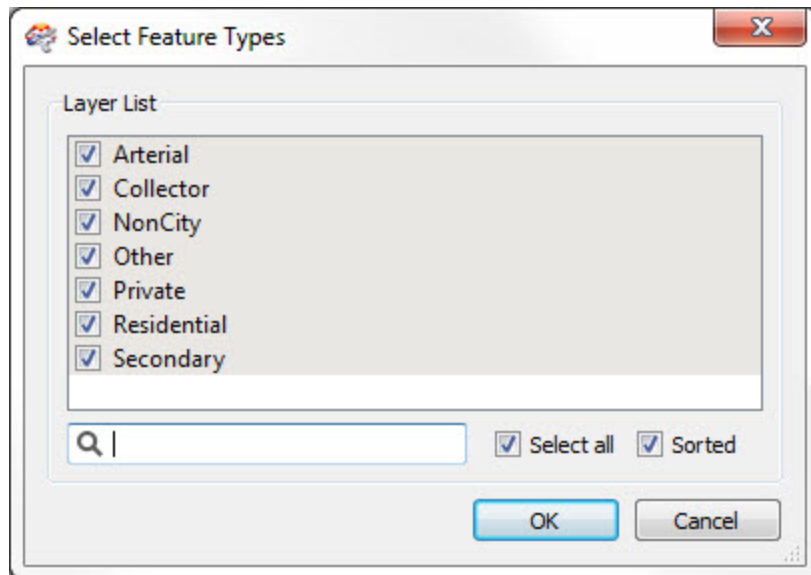 Select Feature Types
Layer List
Arterial
Collector
NonCity
Other
Private
Residential
Secondary
Select all
Sorted
OK
Cancel